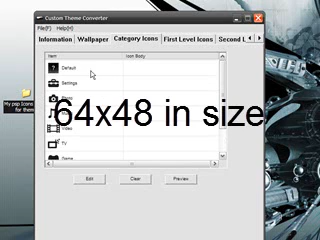 Custom Theme Converter
File(F) Help(H)
Information Wallpaper Category Icons First Level Icons Second L
Item Icon Body
Default
Settings
64x48 in size
Video
TV
Game
My psp Icons
for them
Edit Clear Preview